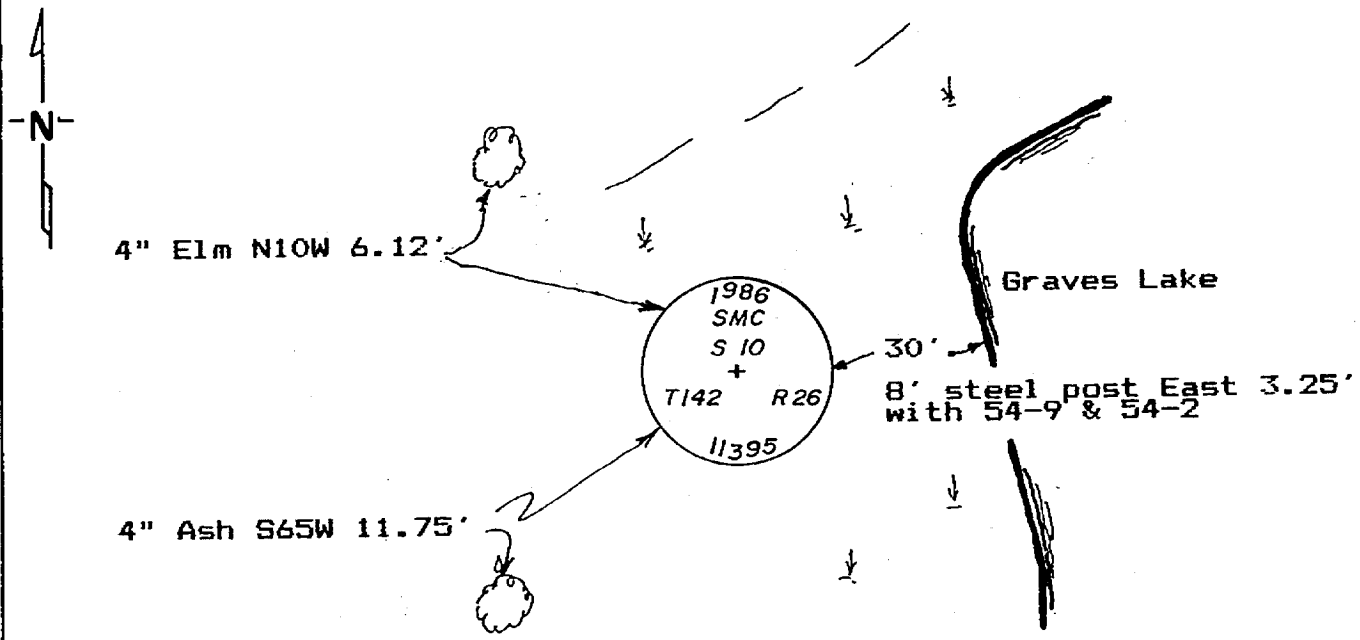 N
4" Elm N10W 6.12'
1986
SMC
S 10
+
T142 R26
11395
Graves Lake
30'
8' steel post East 3.25'
with 54-9 & 54-2
4" Ash S65W 11.75'